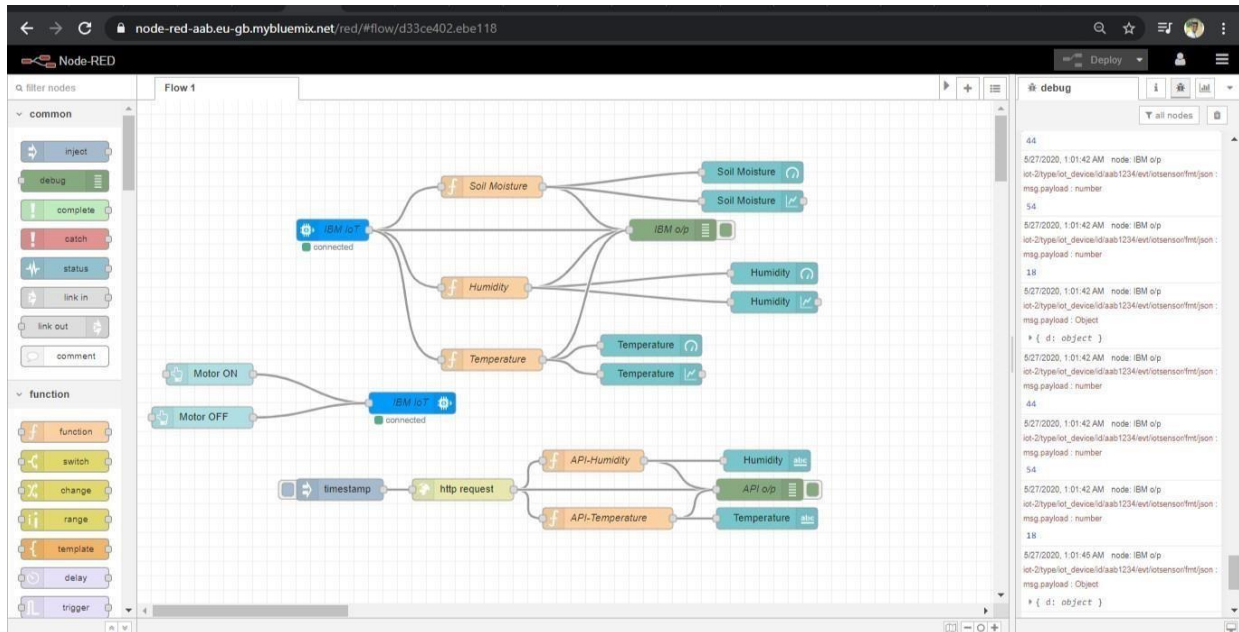 node-red-aab.eu-gb.mybluemix.net/red/#flow/d33ce402.ebe118
Node-RED
Deploy
filter nodes
common
inject
debug
complete
catch
status
link in
link out
comment
function
function
switch
change
range
template
delay
trigger
Flow 1
Soil Moisture
Soil Moisture
Soil Moisture
IBM IoT
connected
IBM o/p
Humidity
Humidity
Humidity
Temperature
Temperature
Temperature
Motor ON
Motor OFF
IBM IoT
connected
API-Humidity
Humidity abc
timestamp
http request
API o/p
API-Temperature
Temperature abc
debug
i
all nodes
44
5/27/2020, 1:01:42 AM node: IBM o/p
iot-2/type/iot_device/id/aab1234/evt/iotsensor/fmt/json :
msg.payload : number
54
5/27/2020, 1:01:42 AM node: IBM o/p
iot-2/type/iot_device/id/aab1234/evt/iotsensor/fmt/json :
msg.payload : number
18
5/27/2020, 1:01:42 AM node: IBM o/p
iot-2/type/iot_device/id/aab1234/evt/iotsensor/fmt/json :
msg.payload : Object
{ d: object }
5/27/2020, 1:01:42 AM node: IBM o/p
iot-2/type/iot_device/id/aab1234/evt/iotsensor/fmt/json :
msg.payload : number
44
5/27/2020, 1:01:42 AM node: IBM o/p
iot-2/type/iot_device/id/aab1234/evt/iotsensor/fmt/json :
msg.payload : number
54
5/27/2020, 1:01:42 AM node: IBM o/p
iot-2/type/iot_device/id/aab1234/evt/iotsensor/fmt/json :
msg.payload : number
18
5/27/2020, 1:01:45 AM node: IBM o/p
iot-2/type/iot_device/id/aab1234/evt/iotsensor/fmt/json :
msg.payload : Object
{ d: object }